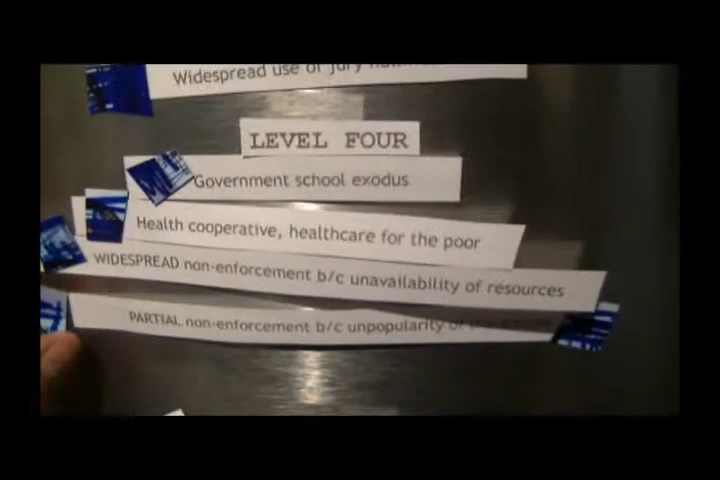 Widespread use of jury
LEVEL FOUR
Government school exodus
Health cooperative, healthcare for the poor
WIDESPREAD non-enforcement b/c unavailability of resources
PARTIAL non-enforcement b/c unpopularity of